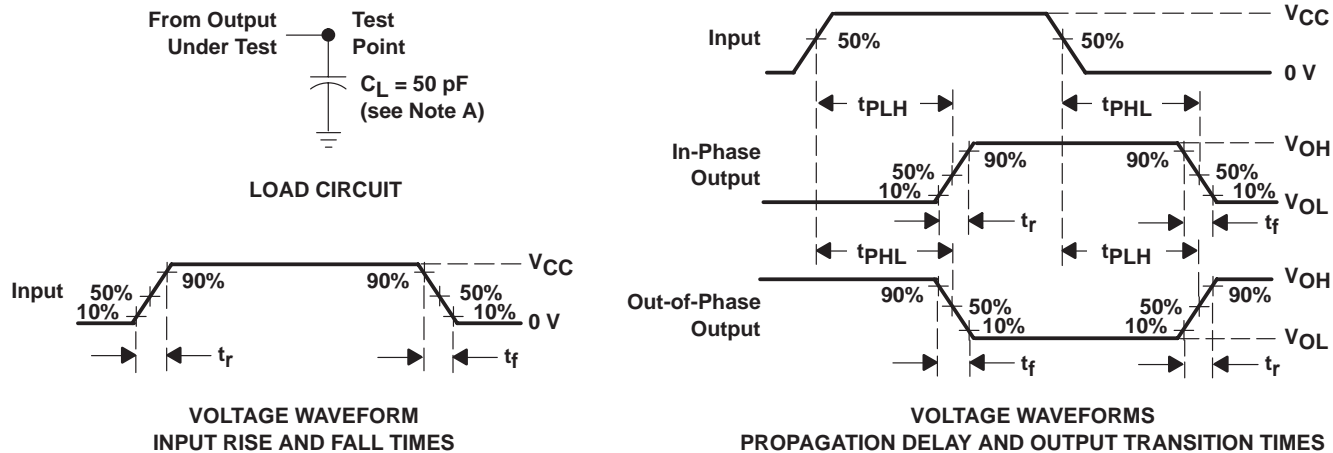 From Output
Under Test
Test
Point
CL = 50 pF
(see Note A)
LOAD CIRCUIT
Input
50%
10%
90%
90%
50%
10%
VCC
0 V
tr
tf
VOLTAGE WAVEFORM
INPUT RISE AND FALL TIMES
Input
50%
50%
VCC
0 V
tPLH
tPHL
In-Phase
Output
50%
10%
90%
90%
50%
10%
VOH
VOL
tr
tf
tPHL
tPLH
Out-of-Phase
Output
90%
50%
10%
50%
10%
90%
VOH
VOL
tf
tr
VOLTAGE WAVEFORMS
PROPAGATION DELAY AND OUTPUT TRANSITION TIMES